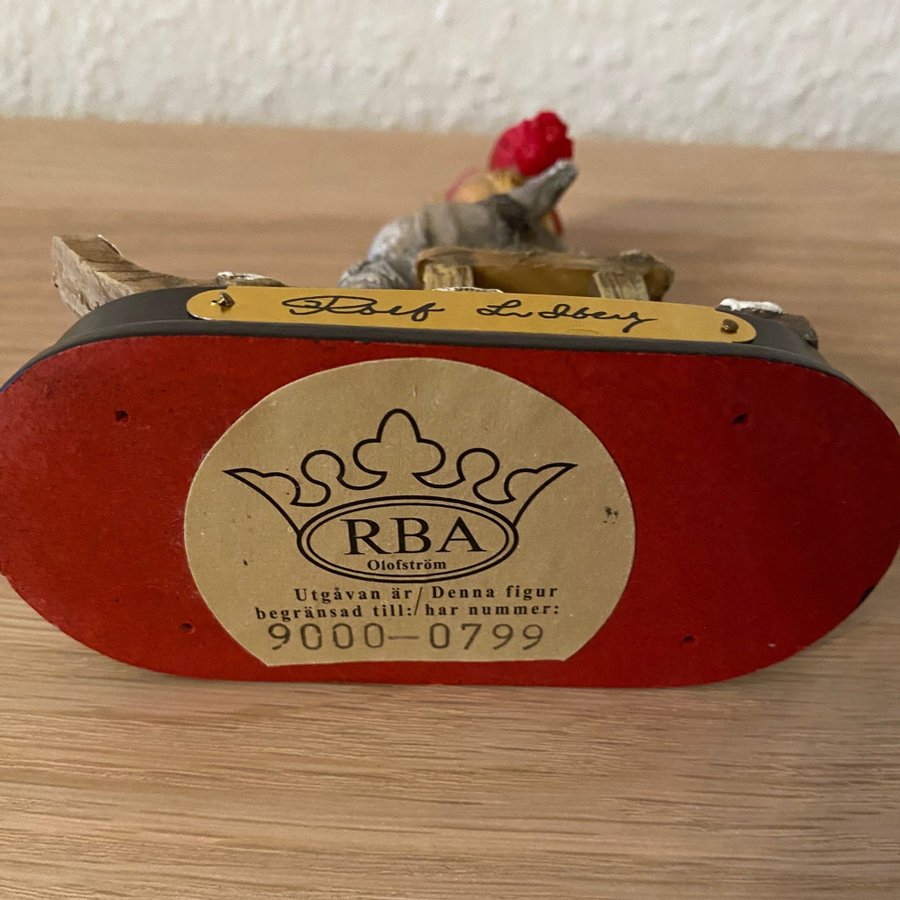 Rolf Lidberg
RBA
Olofström
Utgåvan är / Denna figur
begränsad till: / har nummer:
9000—0799